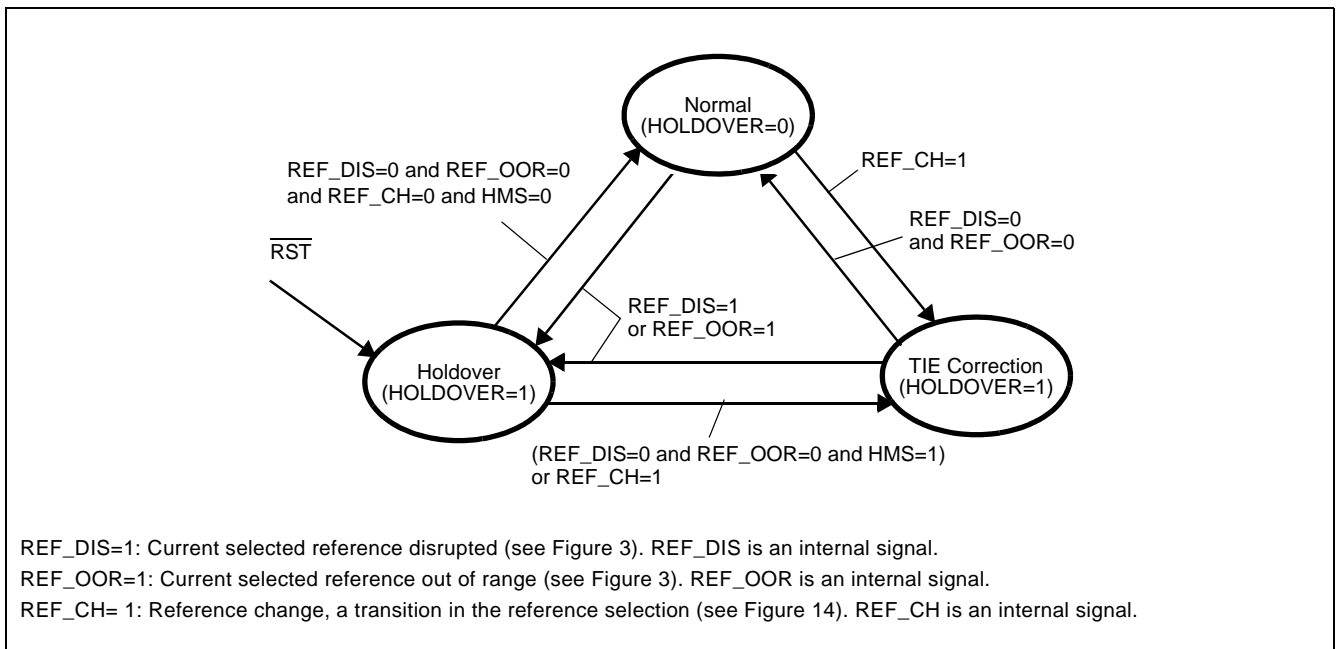 Normal
(HOLDOVER=0)
REF_CH=1
REF_DIS=0 and REF_OOR=0
and REF_CH=0 and HMS=0
REF_DIS=0
and REF_OOR=0
RST
REF_DIS=1
or REF_OOR=1
Holdover
(HOLDOVER=1)
TIE Correction
(HOLDOVER=1)
(REF_DIS=0 and REF_OOR=0 and HMS=1)
or REF_CH=1
REF_DIS=1: Current selected reference disrupted (see Figure 3). REF_DIS is an internal signal.
REF_OOR=1: Current selected reference out of range (see Figure 3). REF_OOR is an internal signal.
REF_CH= 1: Reference change, a transition in the reference selection (see Figure 14). REF_CH is an internal signal.